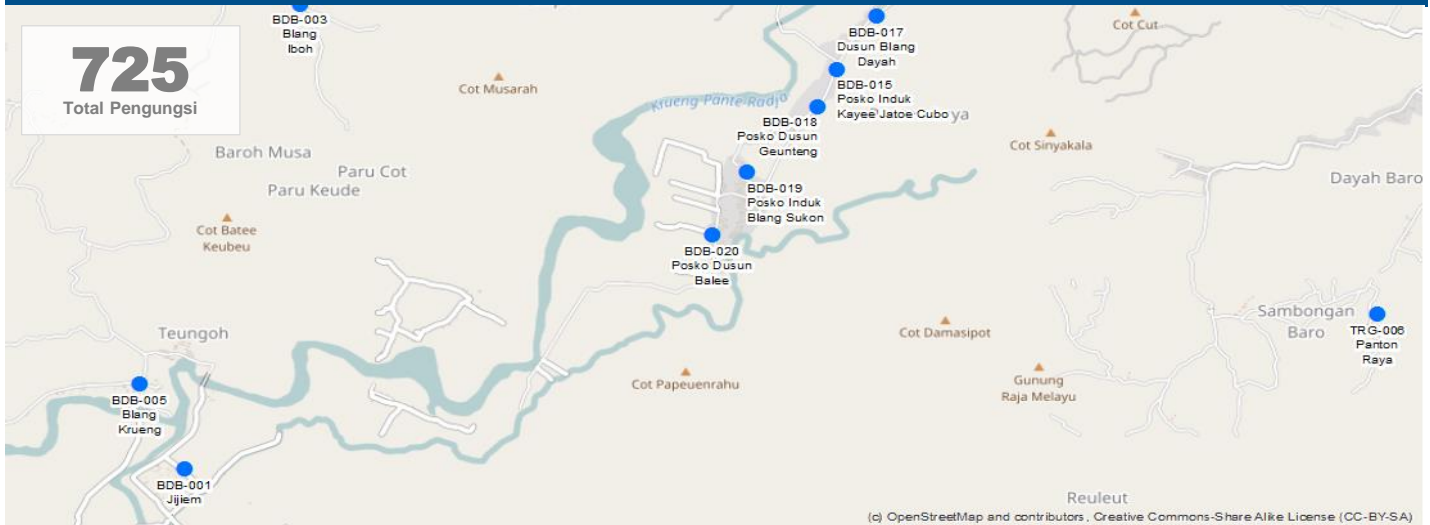 725
Total Pengungsi
BDB-003
Blang
Iboh
BDB-017
Dusun Blang
Dayah
Cot Cut
Cot Musarah
BDB-015
Posko Induk
Kayee Jatoe Cubo
Krueng Pante Radja
BDB-018
Posko Dusun
Geunteng
Cot Sinyakala
Baroh Musa
Paru Cot
Paru Keude
Dayah Baro
BDB-019
Posko Induk
Blang Sukon
Cot Batee
Keubeu
BDB-020
Posko Dusun
Balee
Sambongan
Baro
TRG-006
Panton
Raya
Teungoh
Cot Damasipot
Cot Papeuenrahu
Gunung
Raja Melayu
BDB-005
Blang
Krueng
BDB-001
Jijiem
Reuleut
(c) OpenStreetMap and contributors, Creative Commons-Share Alike License (CC-BY-SA)